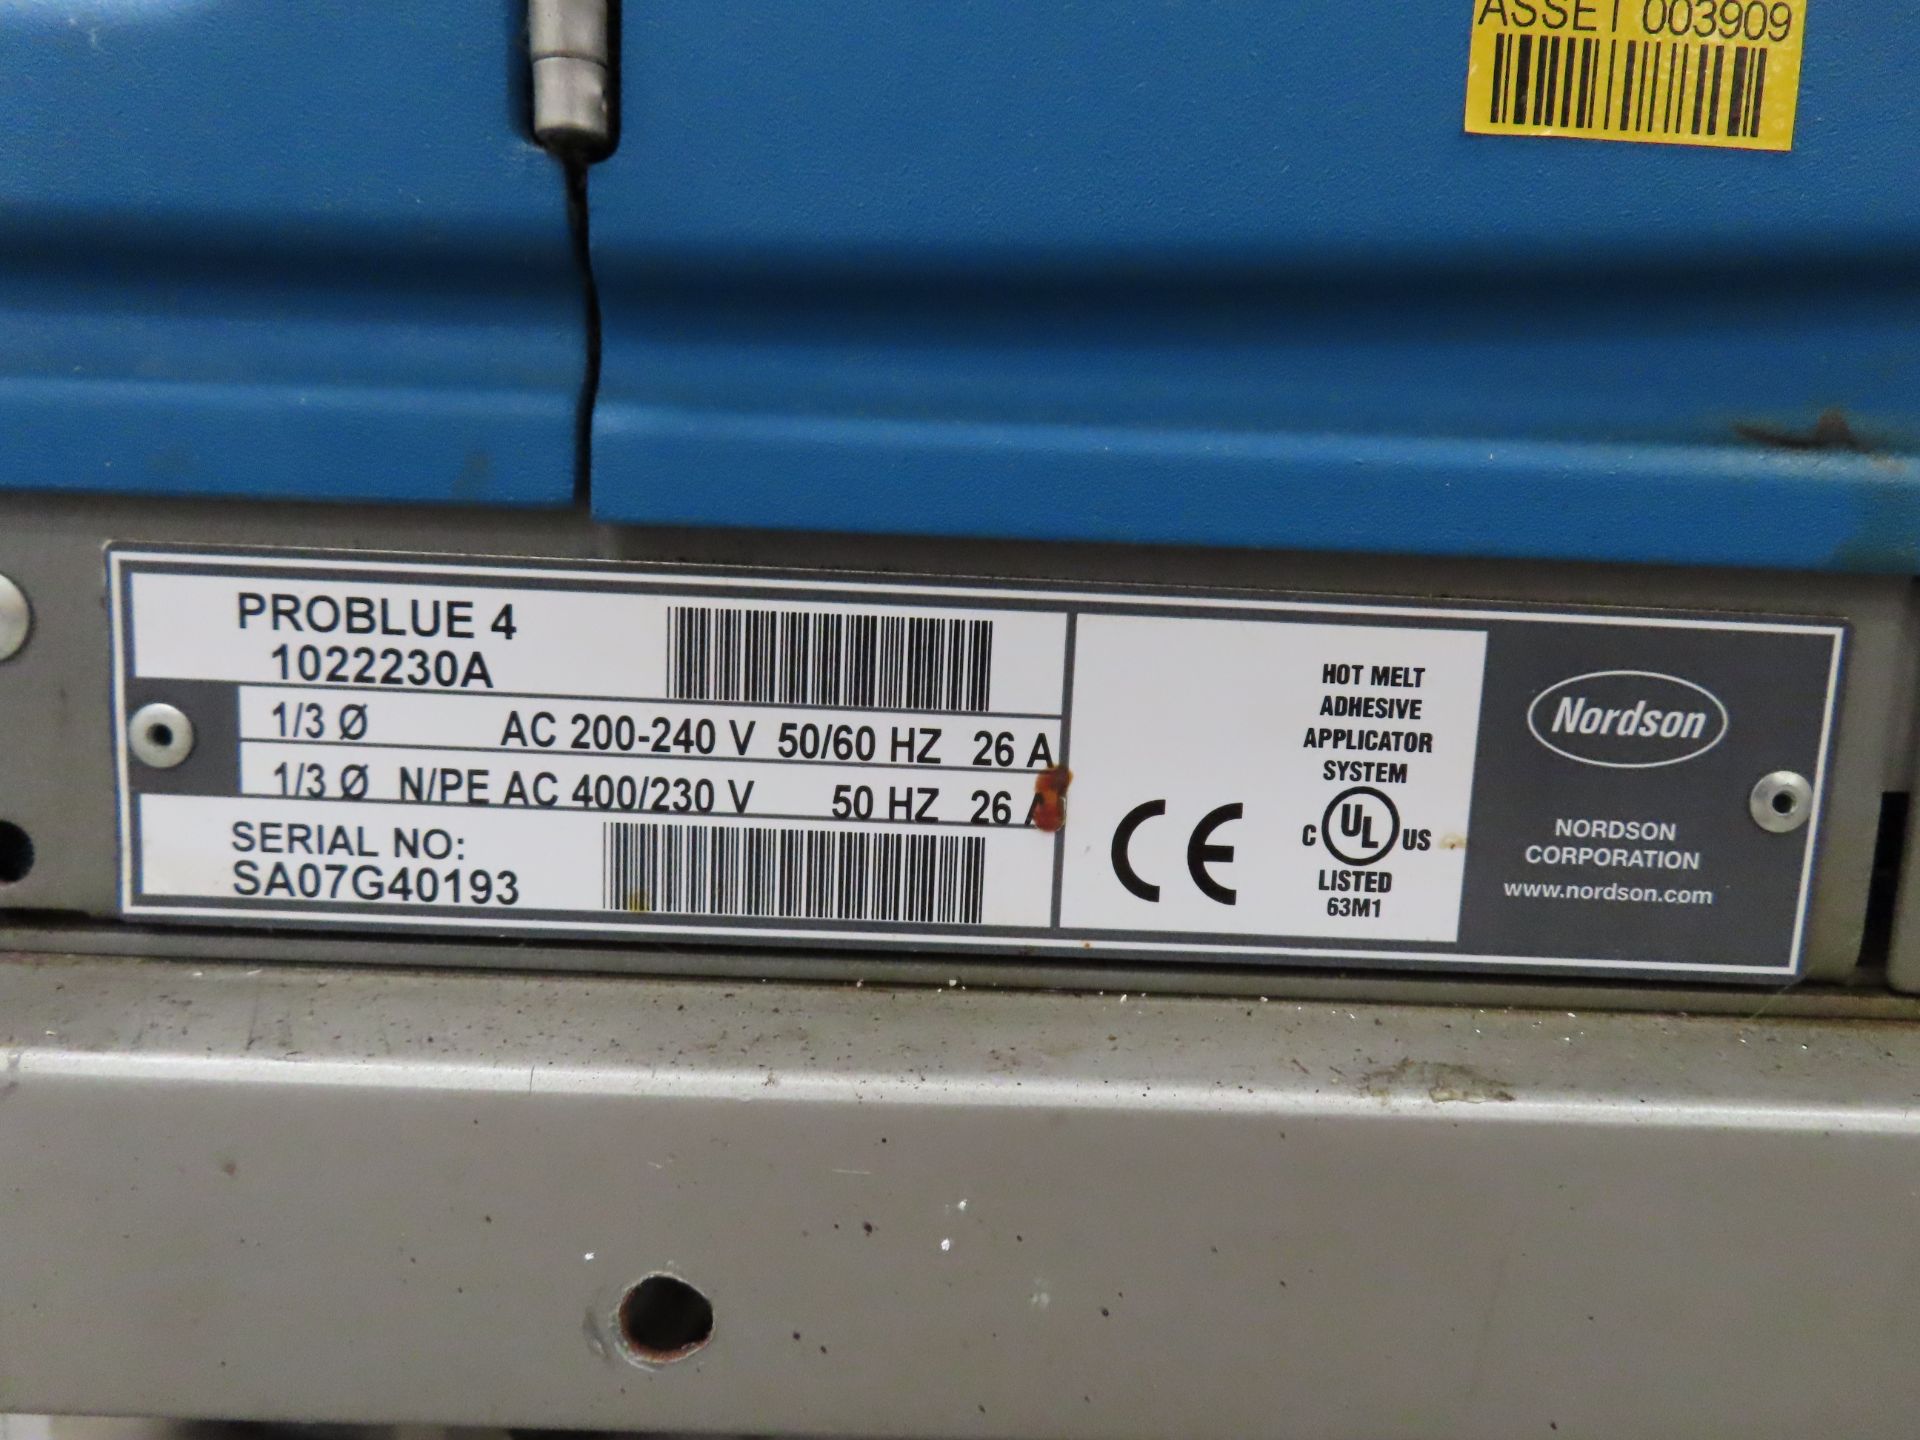 ASSET 003909
PROBLUE 4
1022230A
1/3 Ø AC 200-240 V 50/60 HZ 26 A
1/3 Ø N/PE AC 400/230 V 50 HZ 26 A
SERIAL NO:
SA07G40193
HOT MELT
ADHESIVE
APPLICATOR
SYSTEM
C UL US
LISTED
63M1
CE
Nordson
NORDSON
CORPORATION
www.nordson.com